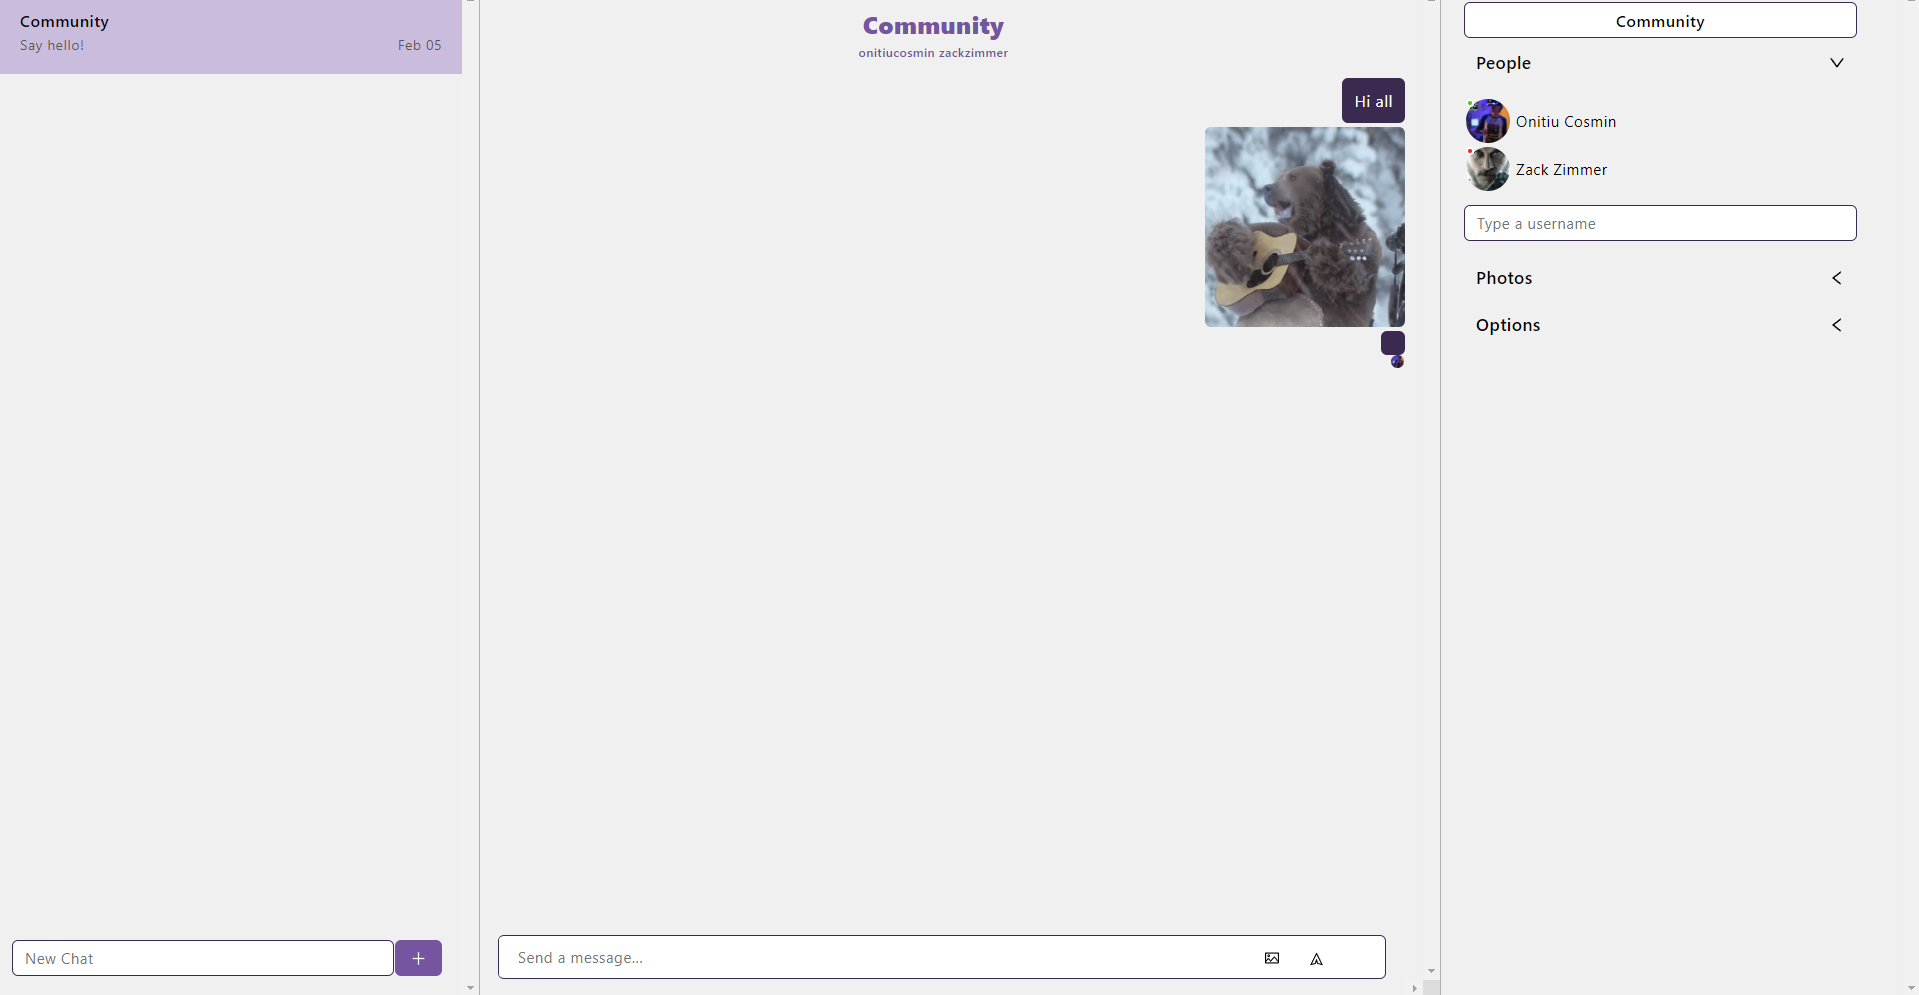 Community
Say hello!
Feb 05
New Chat
Community
onitiucosmin zackzimmer
Hi all
Send a message...
Community
People
Onitiu Cosmin
Zack Zimmer
Type a username
Photos
Options